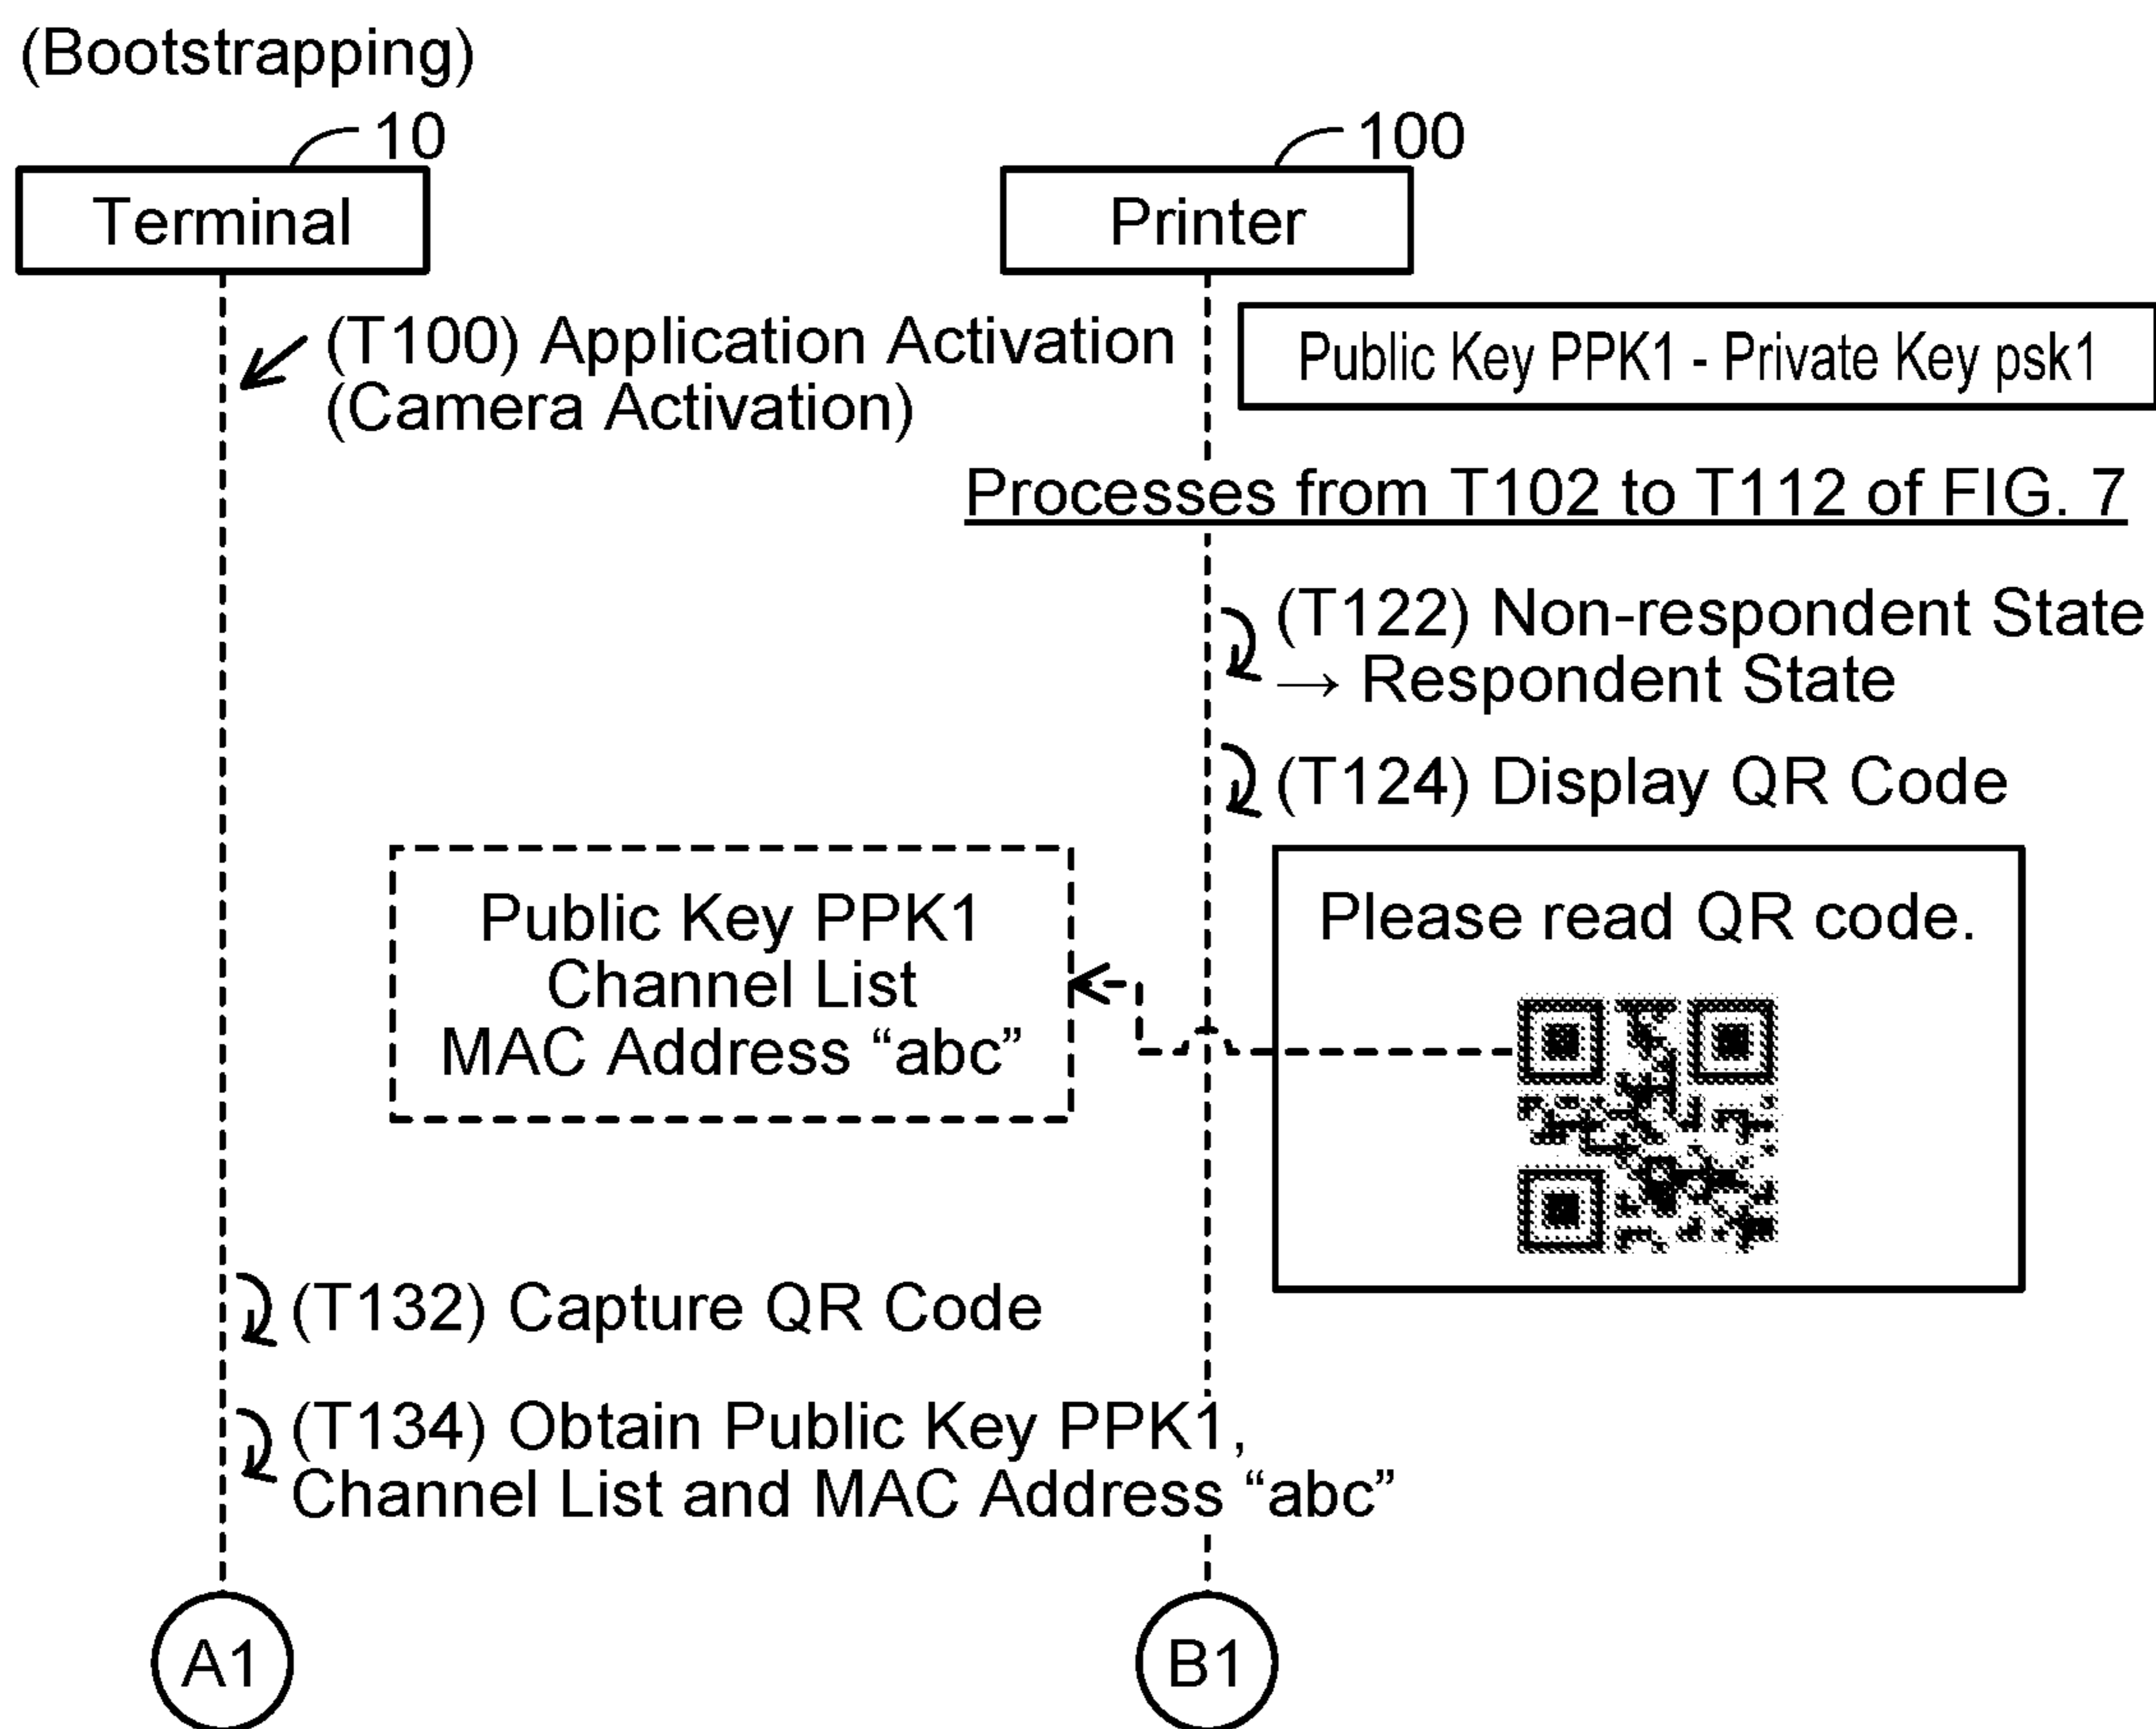 (Bootstrapping)
10
100
Terminal
Printer
(T100) Application Activation
(Camera Activation)
Public Key PPK1 - Private Key psk1
Processes from T102 to T112 of FIG. 7
(T122) Non-respondent State
→ Respondent State
(T124) Display QR Code
Public Key PPK1
Channel List
MAC Address “abc”
Please read QR code.
(T132) Capture QR Code
(T134) Obtain Public Key PPK1,
Channel List and MAC Address “abc”
A1
B1